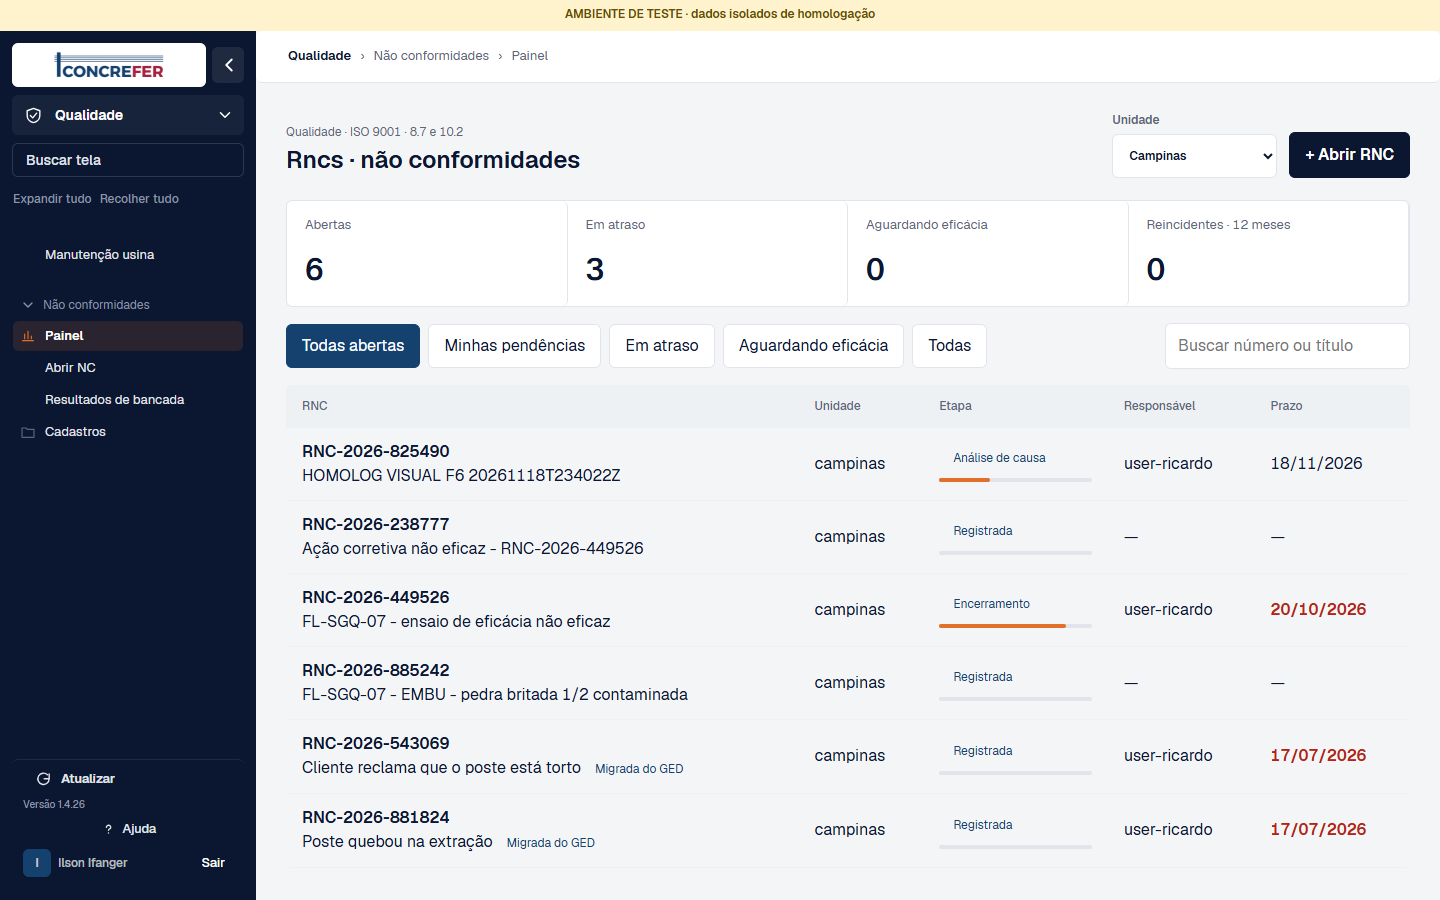 AMBIENTE DE TESTE · dados isolados de homologação
CONCREFER
Qualidade
Buscar tela
Expandir tudo Recolher tudo
Manutenção usina
Não conformidades
Painel
Abrir NC
Resultados de bancada
Cadastros
Atualizar
Versão 1.4.26
? Ajuda
I Ilson Ifanger Sair
Qualidade › Não conformidades › Painel
Qualidade · ISO 9001 · 8.7 e 10.2
Rncs · não conformidades
Unidade
Campinas
+ Abrir RNC
Abertas
6
Em atraso
3
Aguardando eficácia
0
Reincidentes · 12 meses
0
Todas abertas Minhas pendências Em atraso Aguardando eficácia Todas Buscar número ou título
RNC Unidade Etapa Responsável Prazo
RNC-2026-825490
HOMOLOG VISUAL F6 20261118T234022Z
campinas Análise de causa user-ricardo 18/11/2026
RNC-2026-238777
Ação corretiva não eficaz - RNC-2026-449526
campinas Registrada — —
RNC-2026-449526
FL-SGQ-07 - ensaio de eficácia não eficaz
campinas Encerramento user-ricardo 20/10/2026
RNC-2026-885242
FL-SGQ-07 - EMBU - pedra britada 1/2 contaminada
campinas Registrada — —
RNC-2026-543069
Cliente reclama que o poste está torto Migrada do GED
campinas Registrada user-ricardo 17/07/2026
RNC-2026-881824
Poste quebou na extração Migrada do GED
campinas Registrada user-ricardo 17/07/2026